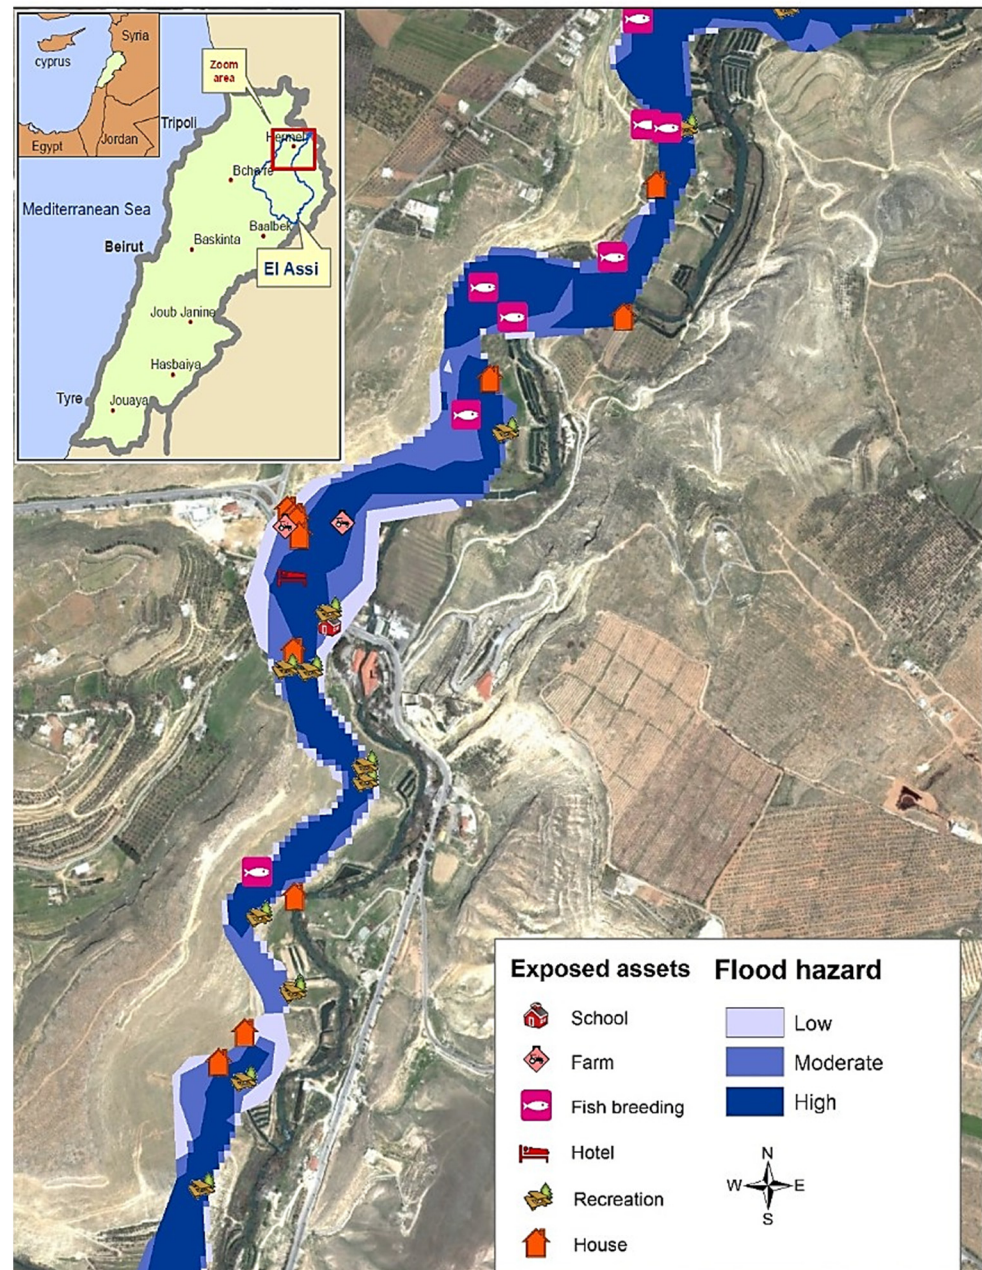 Syria
cyprus
Zoom
area
Tripoli
Jordan
Egypt
Hermel
Bcharre
Mediterranean Sea
Baalbek
Beirut
Baskinta
El Assi
Joub Janine
Hasbaiya
Tyre
Jouaya
Exposed assets
Flood hazard
School
Low
Farm
Moderate
Fish breeding
High
Hotel
N
W
E
Recreation
S
House